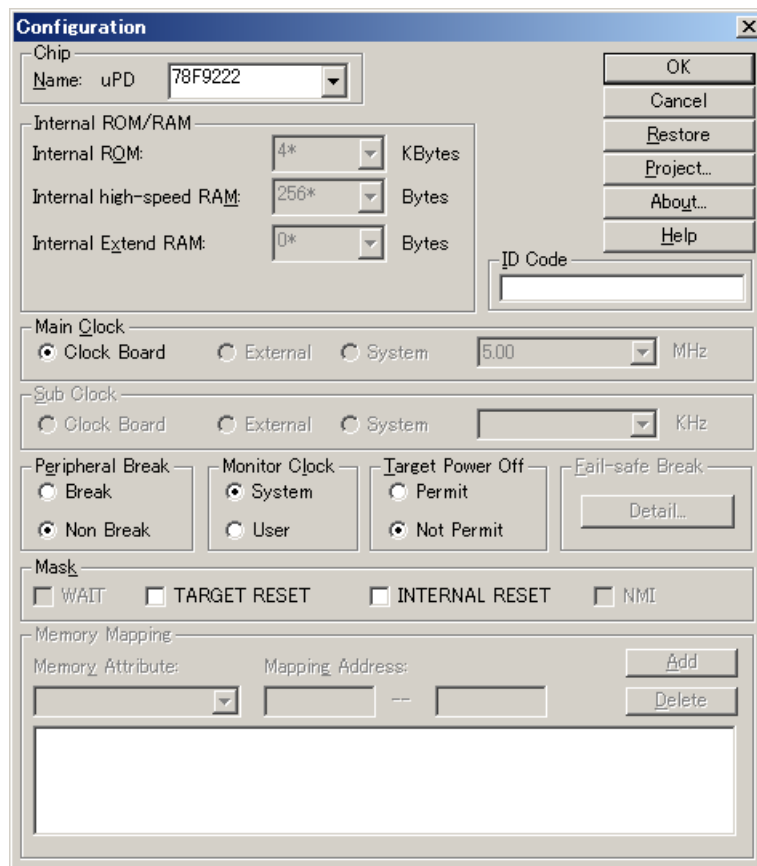 Configuration
Chip
Name: uPD 78F9222
OK
Cancel
Restore
Project...
About...
Help
Internal ROM/RAM
Internal ROM: 4* KBytes
Internal high-speed RAM: 256* Bytes
Internal Extend RAM: 0* Bytes
ID Code
Main Clock
Clock Board External System 5.00 MHz
Sub Clock
Clock Board External System KHz
Peripheral Break
Break
Non Break
Monitor Clock
System
User
Target Power Off
Permit
Not Permit
Fail-safe Break
Detail...
Mask
WAIT TARGET RESET INTERNAL RESET NMI
Memory Mapping
Memory Attribute: Mapping Address:
--
Add
Delete